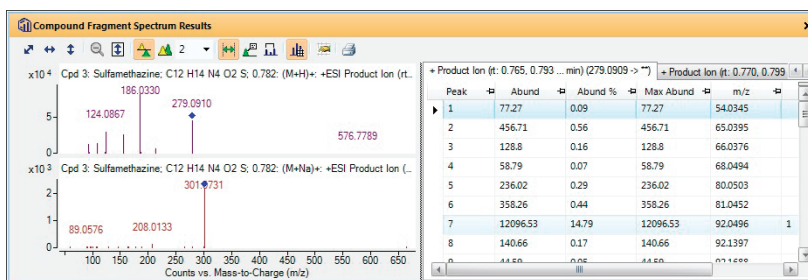 Compound Fragment Spectrum Results
2
x10 4 Cpd 3: Sulfamethazine; C12 H14 N4 O2 S; 0.782: (M+H)+: +ESI Product Ion (rt...
186.0330
279.0910
124.0867
5
576.7789
0
x10 3 Cpd 3: Sulfamethazine; C12 H14 N4 O2 S; 0.782: (M+Na)+: +ESI Product Ion (...
301.0731
2
1
89.0576
208.0133
0
100 150 200 250 300 350 400 450 500 550 600 650
Counts vs. Mass-to-Charge (m/z)
+ Product Ion (rt: 0.765, 0.793 ... min) (279.0909 -> **) + Product Ion (rt: 0.770, 0.799
Peak Abund Abund % Max Abund m/z
1 77.27 0.09 77.27 54.0345
2 456.71 0.56 456.71 65.0395
3 128.8 0.16 128.8 66.0376
4 58.79 0.07 58.79 68.0494
5 236.02 0.29 236.02 80.0503
6 358.26 0.44 358.26 81.0452
7 12096.53 14.79 12096.53 92.0496 1
8 140.66 0.17 140.66 92.1397